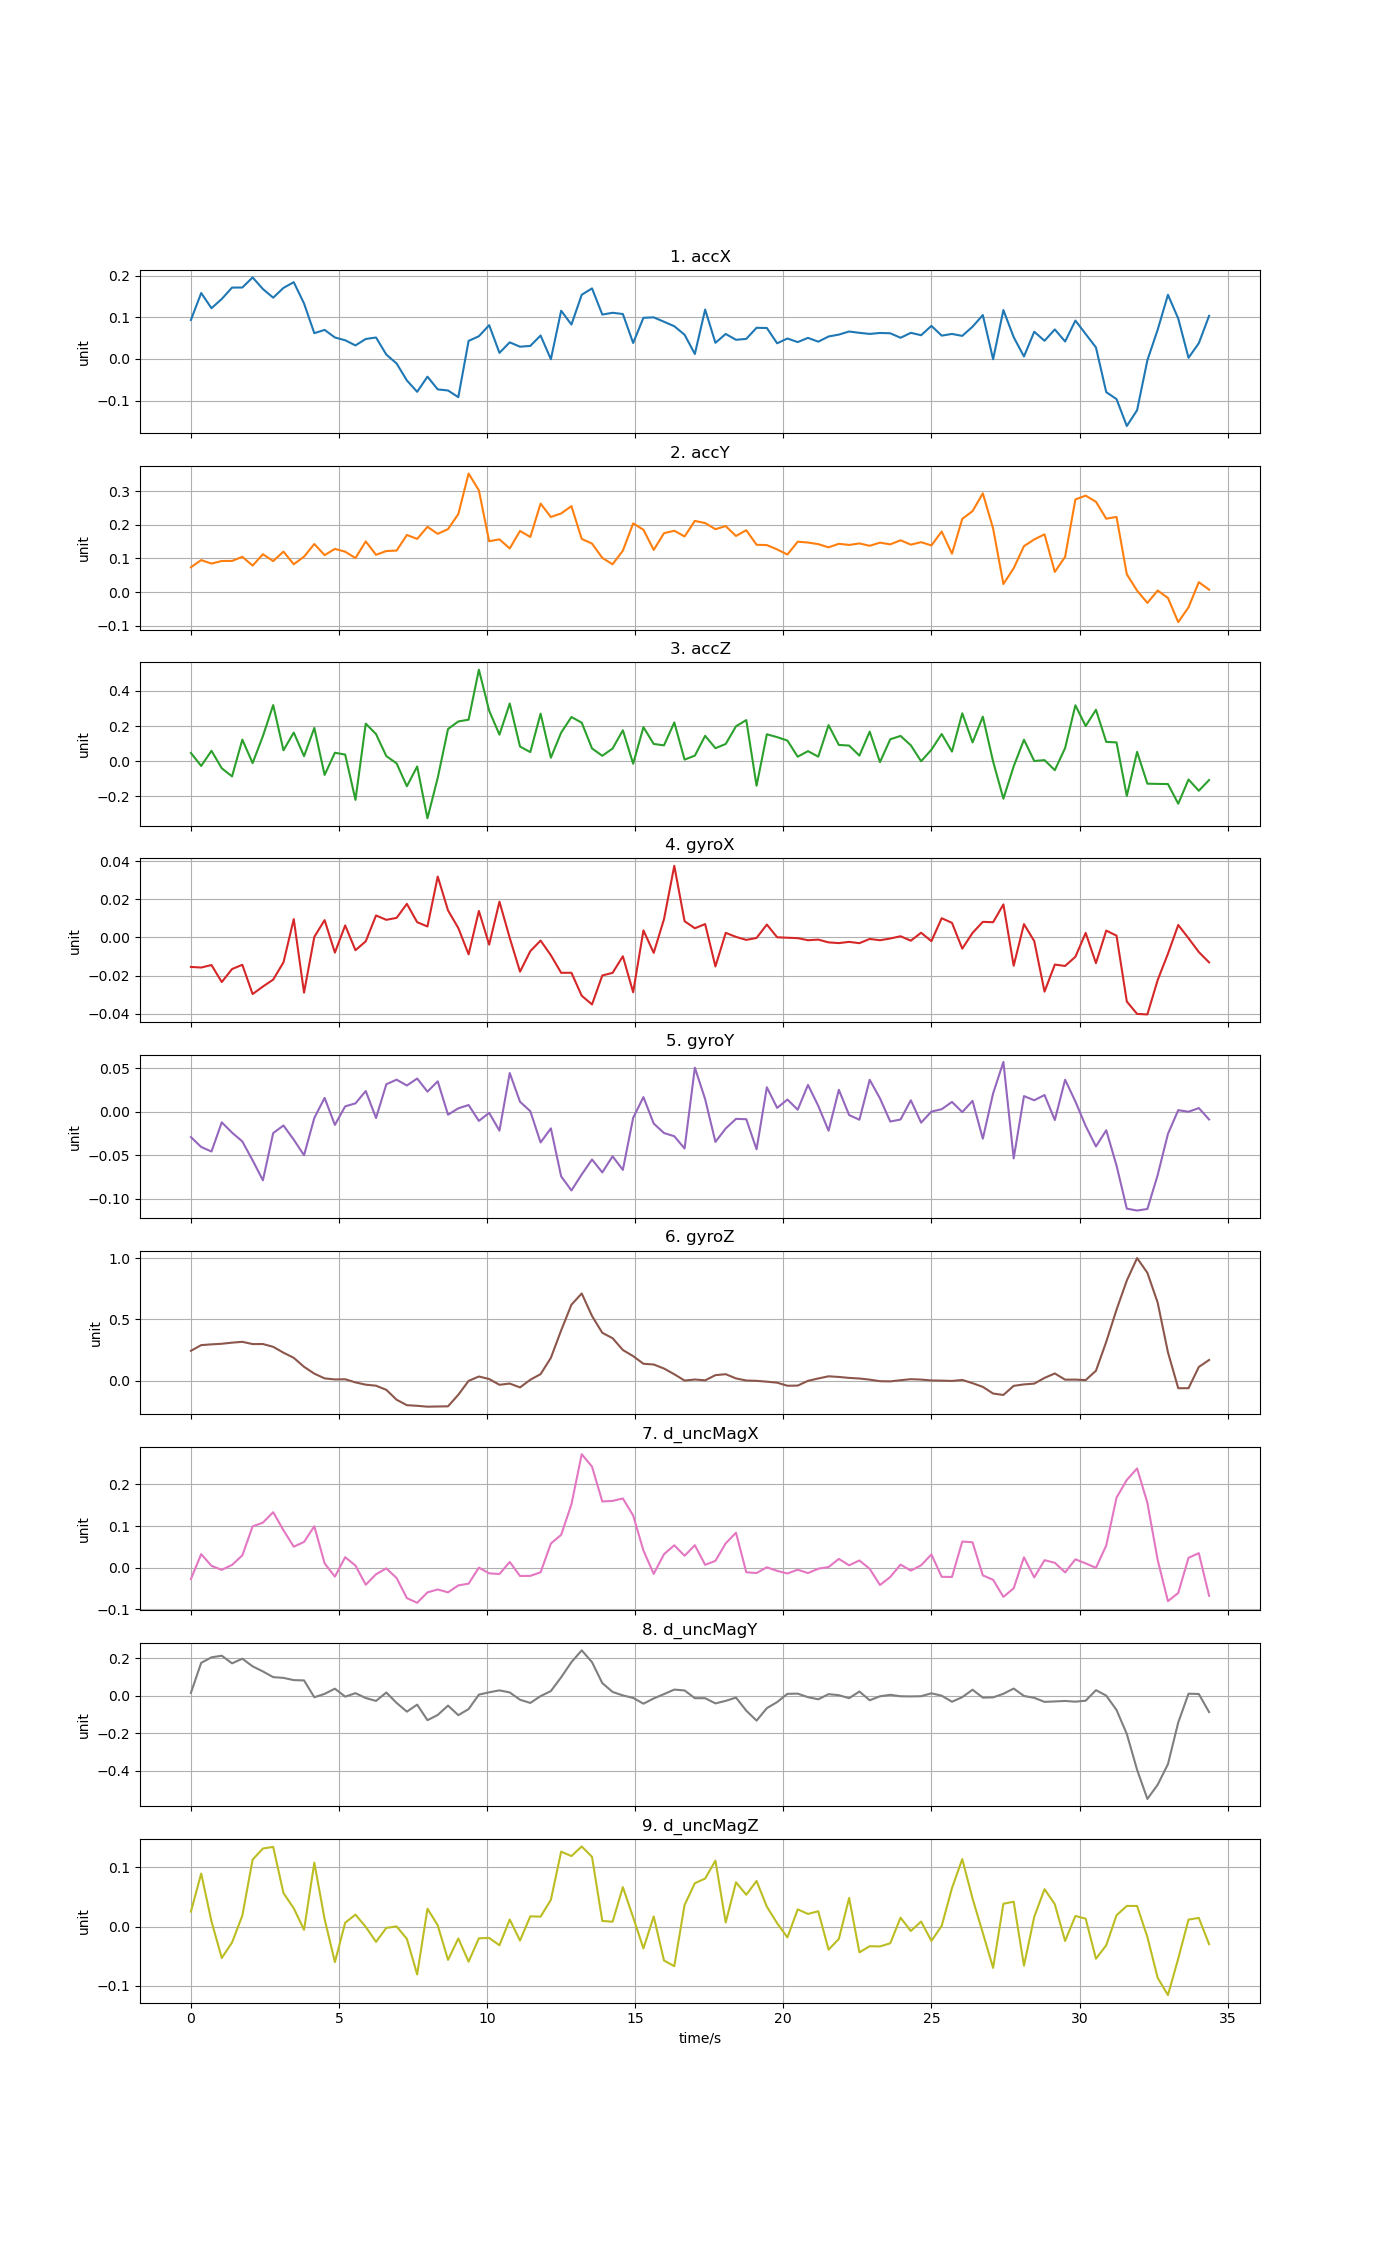 1. accX
0.2
0.1
0.0
−0.1
unit
2. accY
0.3
0.2
0.1
0.0
−0.1
unit
3. accZ
0.4
0.2
0.0
−0.2
unit
4. gyroX
0.04
0.02
0.00
−0.02
−0.04
unit
5. gyroY
0.05
0.00
−0.05
−0.10
unit
6. gyroZ
1.0
0.5
0.0
unit
7. d_uncMagX
0.2
0.1
0.0
−0.1
unit
8. d_uncMagY
0.2
0.0
−0.2
−0.4
unit
9. d_uncMagZ
0.1
0.0
−0.1
unit
0 5 10 15 20 25 30 35
time/s